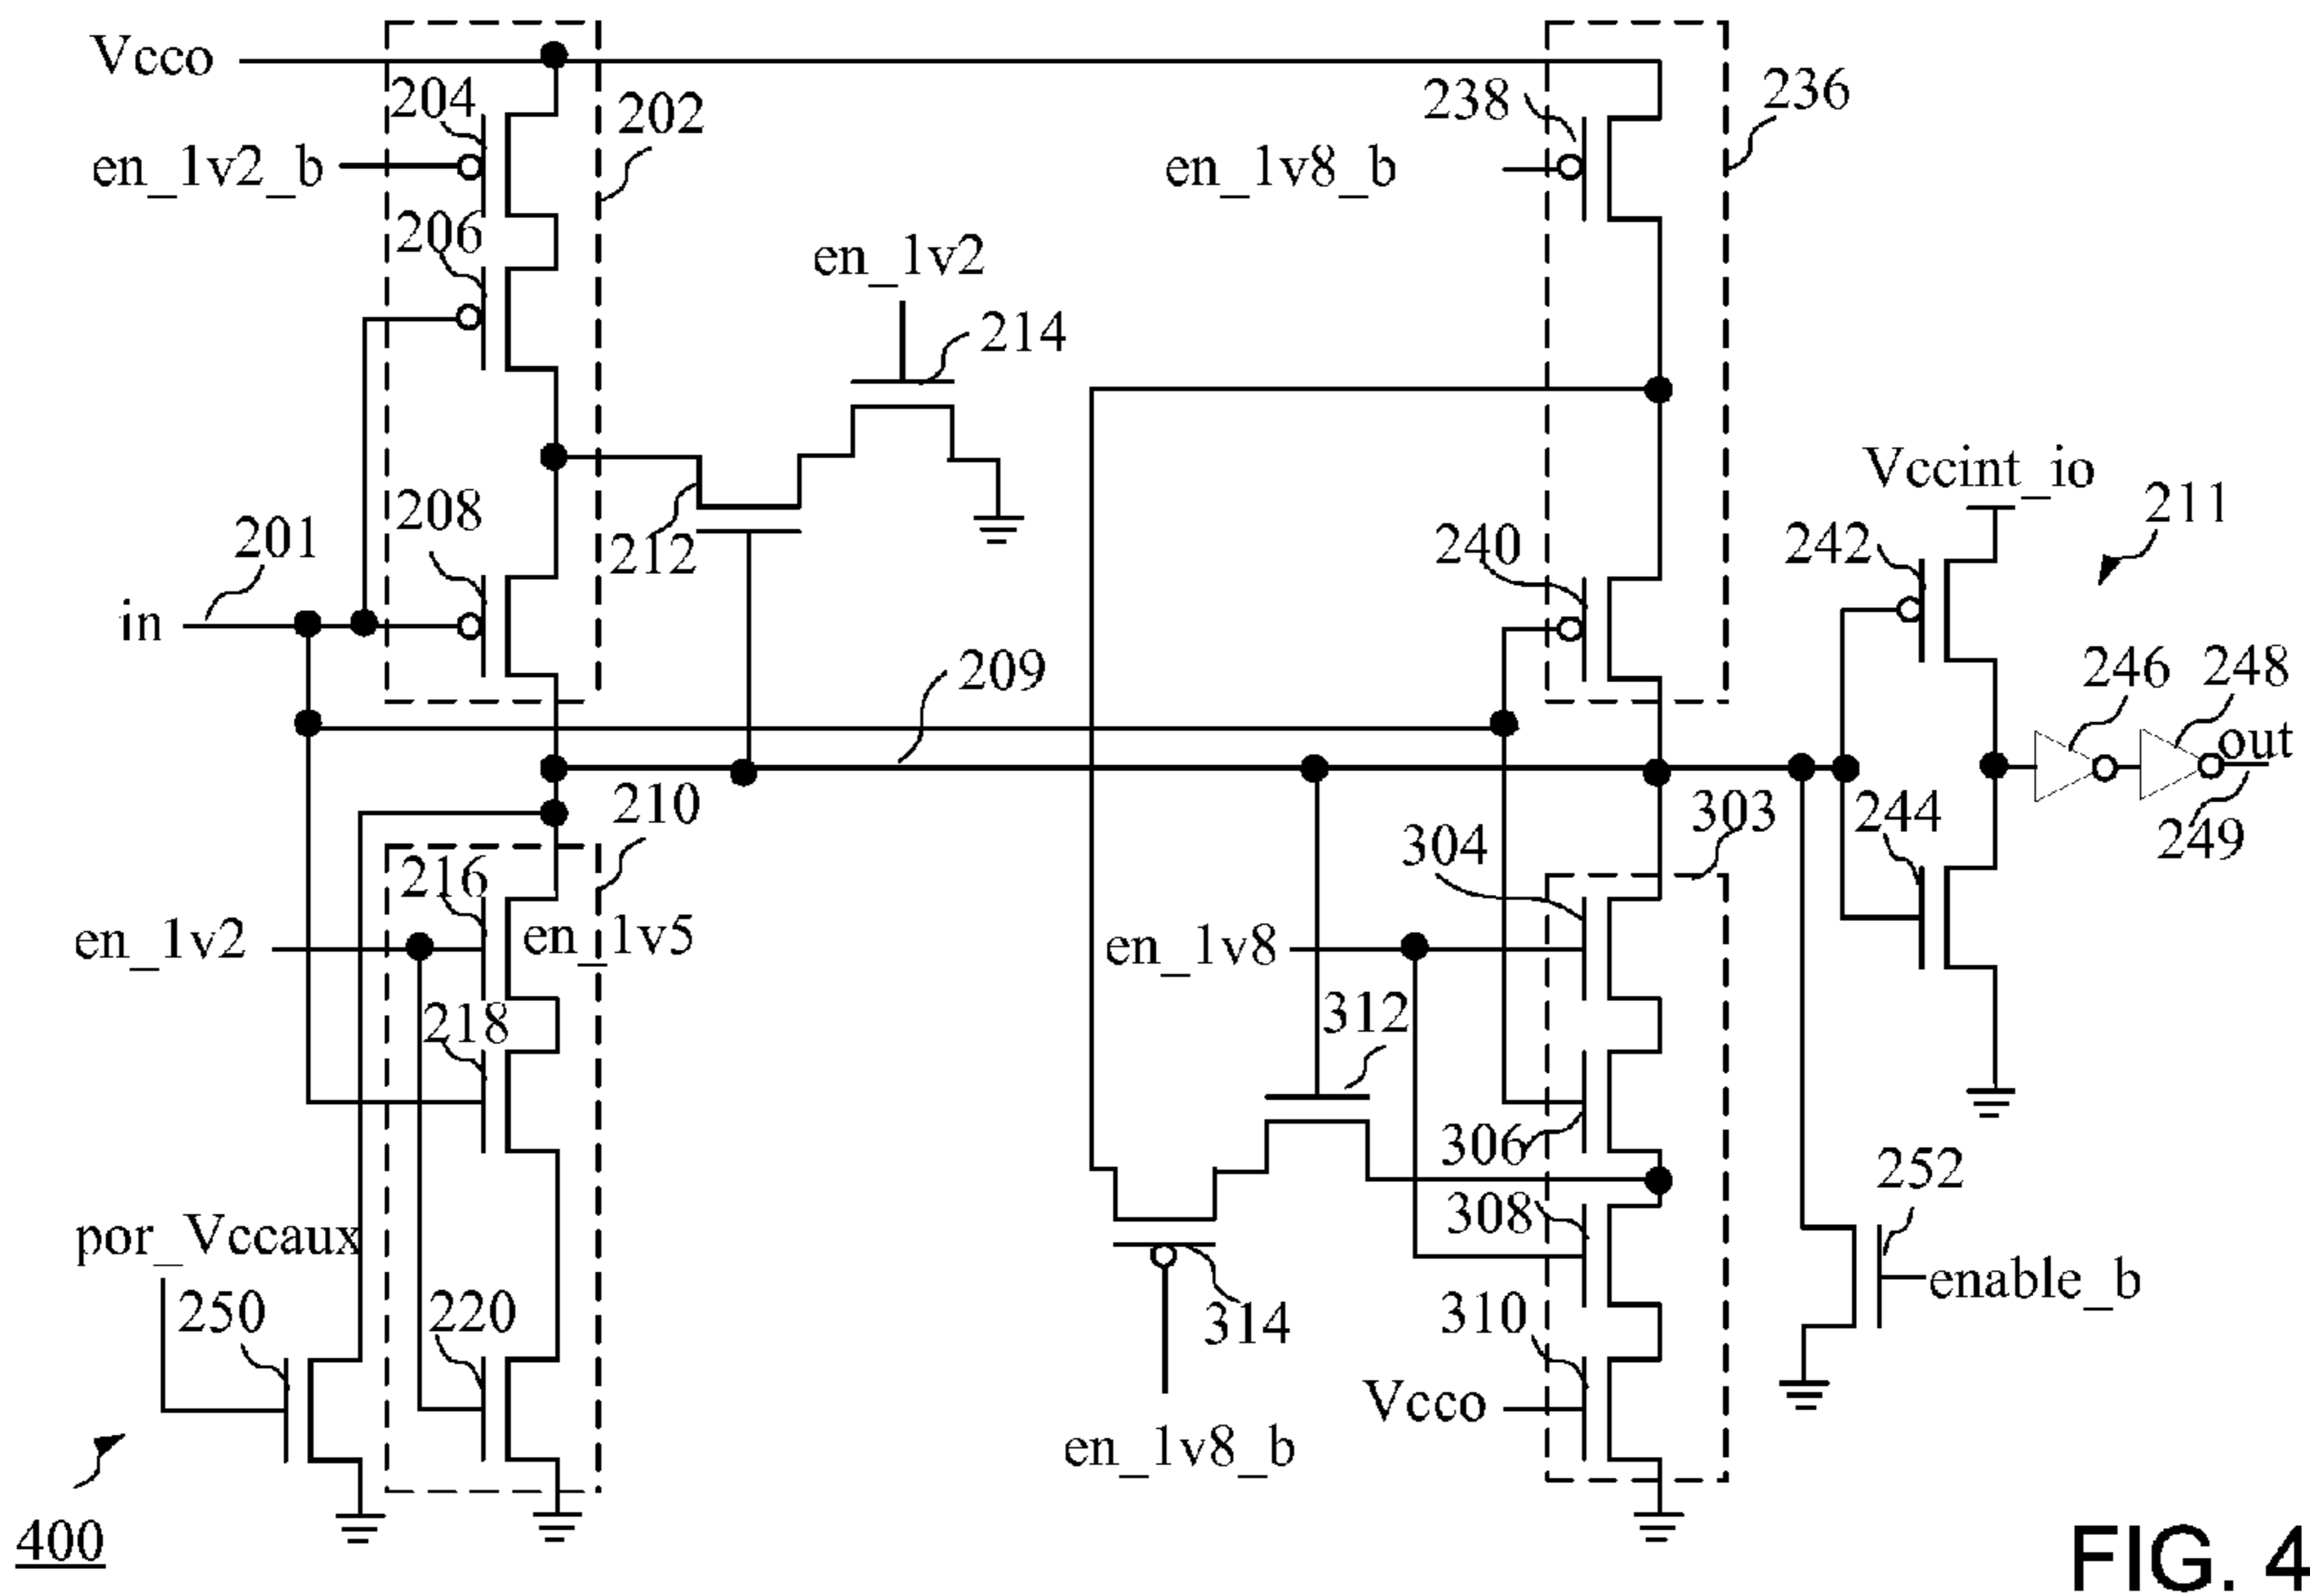 Vcco
204
202
238
236
en_1v2_b
en_1v8_b
206
en_1v2
214
Vccint_io
211
208
201
212
240
242
in
209
246
248
out
210
303
304
244
249
216
en_1v2
en_1v5
en_1v8
218
312
306
252
308
por_Vccaux
enable_b
250
220
310
314
Vcco
en_1v8_b
400
FIG. 4